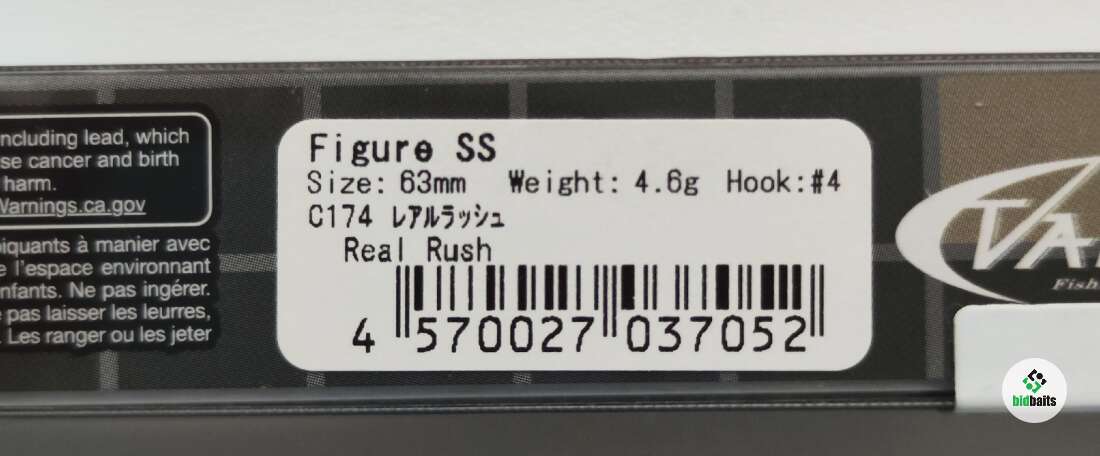 ncluding lead, which
se cancer and birth
harm.
Warnings.ca.gov
piquants à manier avec
e l'espace environnant
nfants. Ne pas ingérer.
e pas laisser les leurres,
. Les ranger ou les jeter
Figure SS
Size: 63mm Weight: 4.6g Hook:#4
C174 ﾚｱﾙﾗｯｼｭ
Real Rush
4 570027 037052
VA
Fish
bidbaits